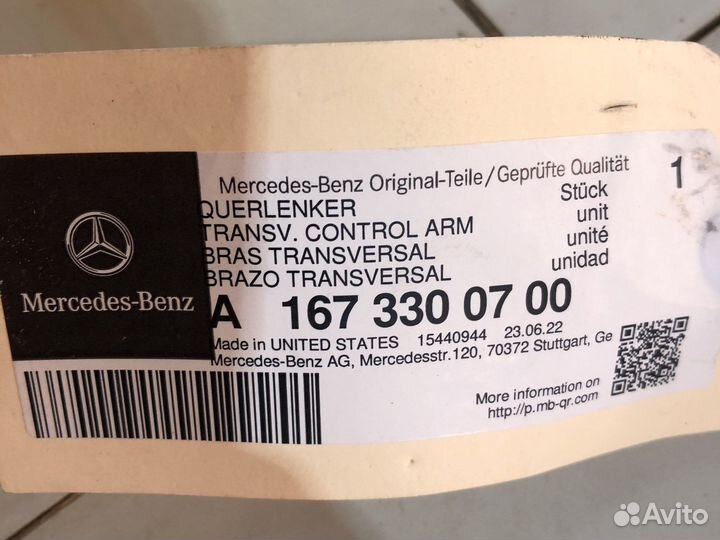 Mercedes-Benz Original-Teile/Geprüfte Qualität
1
QUERLENKER
Stück
TRANSV. CONTROL ARM
unit
BRAS TRANSVERSAL
unité
BRAZO TRANSVERSAL
unidad
Mercedes-Benz
A 167 330 07 00
Made in UNITED STATES 15440944 23.06.22
Mercedes-Benz AG, Mercedesstr.120, 70372 Stuttgart, Ge
More information on
http://p.mb-qr.com
Avito